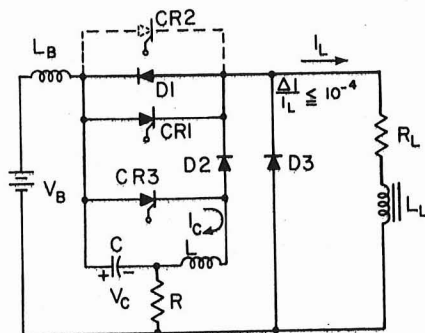 CR2
L_B
I_L
D1
ΔI/I_L ≦ 10⁻⁴
CR1
R_L
D2
D3
CR3
V_B
I_C
L_L
C
L
+ −
V_C
R